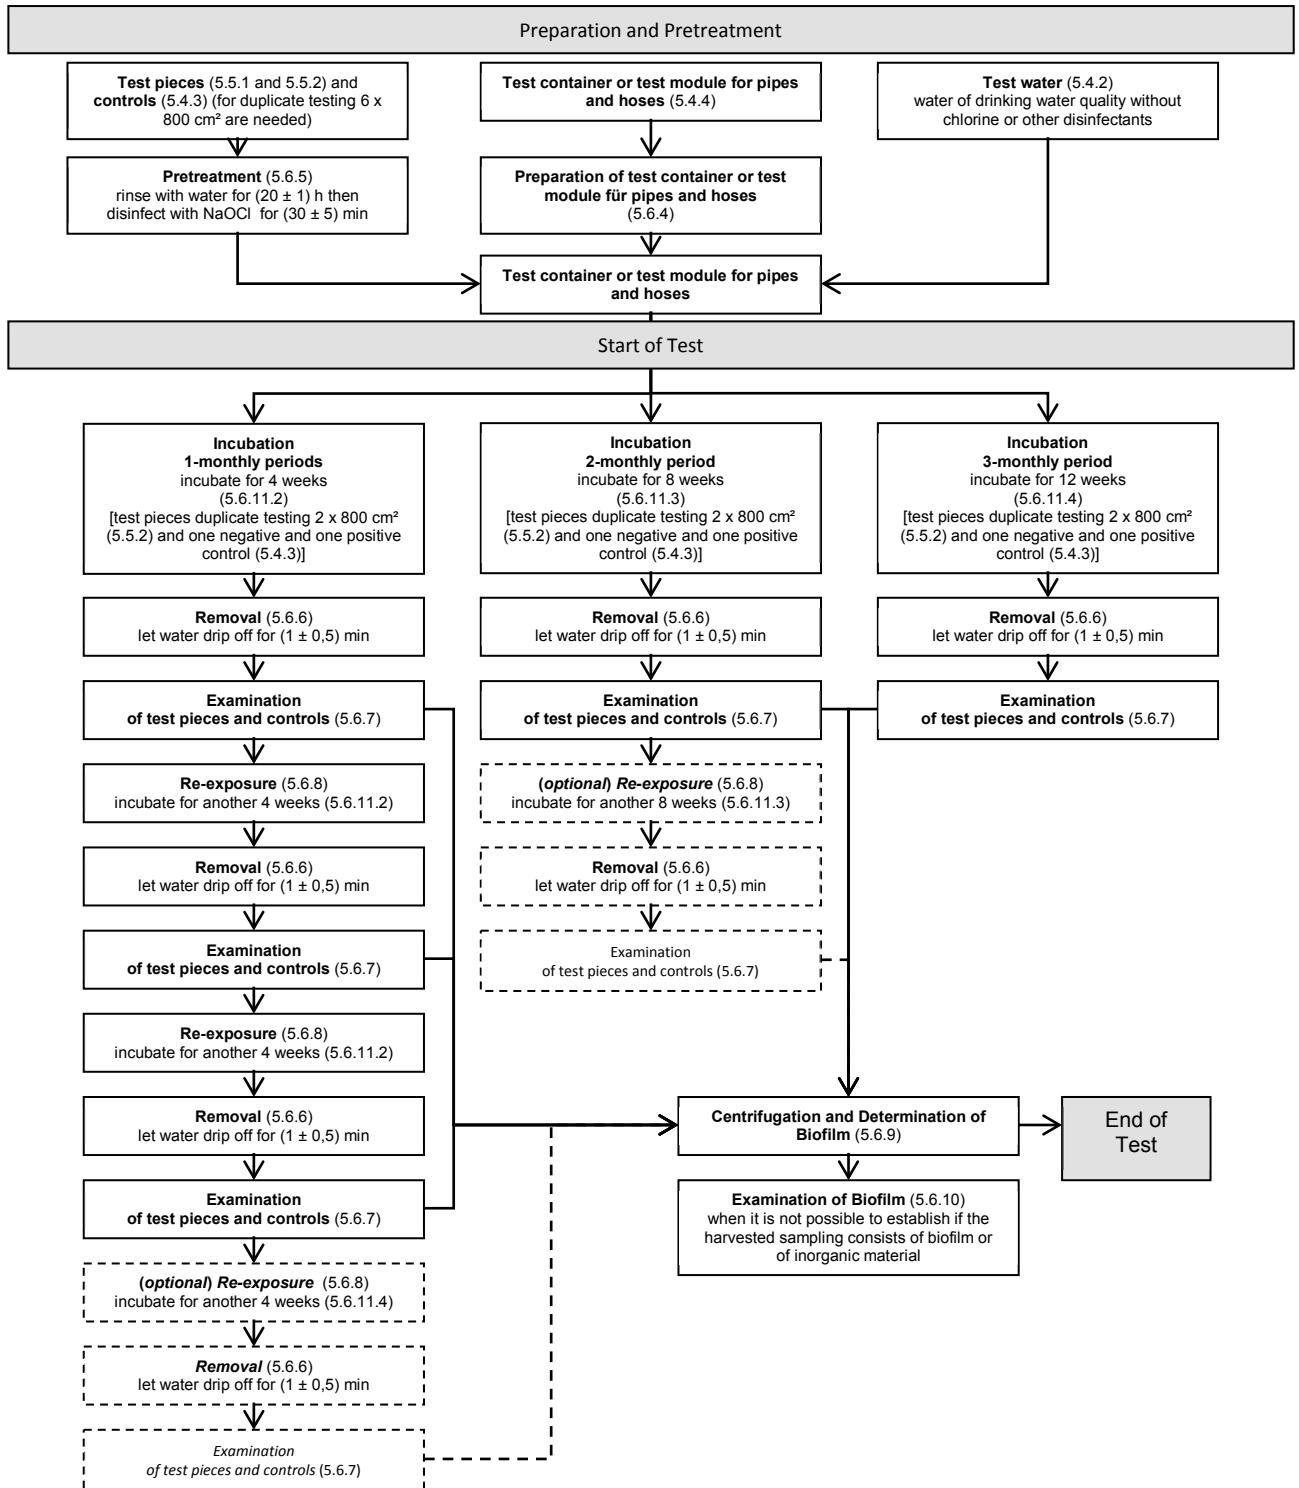 Preparation and Pretreatment
Test pieces (5.5.1 and 5.5.2) and
controls (5.4.3) (for duplicate testing 6 x
800 cm² are needed)
Test container or test module for pipes
and hoses (5.4.4)
Test water (5.4.2)
water of drinking water quality without
chlorine or other disinfectants
Pretreatment (5.6.5)
rinse with water for (20 ± 1) h then
disinfect with NaOCl for (30 ± 5) min
Preparation of test container or test
module für pipes and hoses
(5.6.4)
Test container or test module for pipes
and hoses
Start of Test
Incubation
1-monthly periods
incubate for 4 weeks
(5.6.11.2)
[test pieces duplicate testing 2 x 800 cm²
(5.5.2) and one negative and one positive
control (5.4.3)]
Incubation
2-monthly period
incubate for 8 weeks
(5.6.11.3)
[test pieces duplicate testing 2 x 800 cm²
(5.5.2) and one negative and one positive
control (5.4.3)]
Incubation
3-monthly period
incubate for 12 weeks
(5.6.11.4)
[test pieces duplicate testing 2 x 800 cm²
(5.5.2) and one negative and one positive
control (5.4.3)]
Removal (5.6.6)
let water drip off for (1 ± 0,5) min
Removal (5.6.6)
let water drip off for (1 ± 0,5) min
Removal (5.6.6)
let water drip off for (1 ± 0,5) min
Examination
of test pieces and controls (5.6.7)
Examination
of test pieces and controls (5.6.7)
Examination
of test pieces and controls (5.6.7)
Re-exposure (5.6.8)
incubate for another 4 weeks (5.6.11.2)
(optional) Re-exposure (5.6.8)
incubate for another 8 weeks (5.6.11.3)
Removal (5.6.6)
let water drip off for (1 ± 0,5) min
Removal (5.6.6)
let water drip off for (1 ± 0,5) min
Examination
of test pieces and controls (5.6.7)
Examination
of test pieces and controls (5.6.7)
Re-exposure (5.6.8)
incubate for another 4 weeks (5.6.11.2)
Removal (5.6.6)
let water drip off for (1 ± 0,5) min
Centrifugation and Determination of
Biofilm (5.6.9)
End of
Test
Examination
of test pieces and controls (5.6.7)
Examination of Biofilm (5.6.10)
when it is not possible to establish if the
harvested sampling consists of biofilm or
of inorganic material
(optional) Re-exposure (5.6.8)
incubate for another 4 weeks (5.6.11.4)
Removal (5.6.6)
let water drip off for (1 ± 0,5) min
Examination
of test pieces and controls (5.6.7)